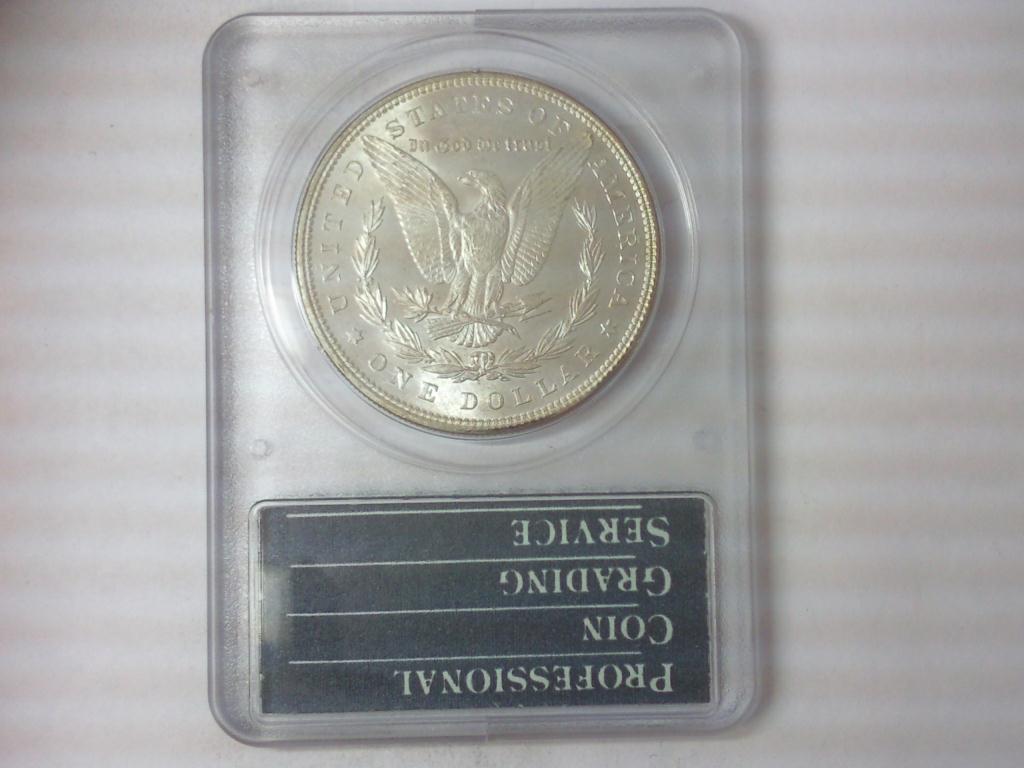 UNITED STATES OF AMERICA
In God we trust
ONE DOLLAR
PROFESSIONAL
COIN
GRADING
SERVICE